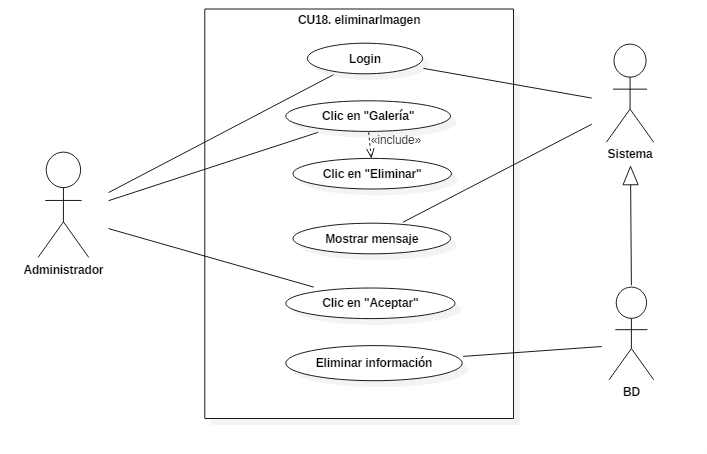 CU18. eliminarImagen
Login
Clic en "Galería"
«include»
Clic en "Eliminar"
Sistema
Mostrar mensaje
Administrador
Clic en "Aceptar"
Eliminar información
BD